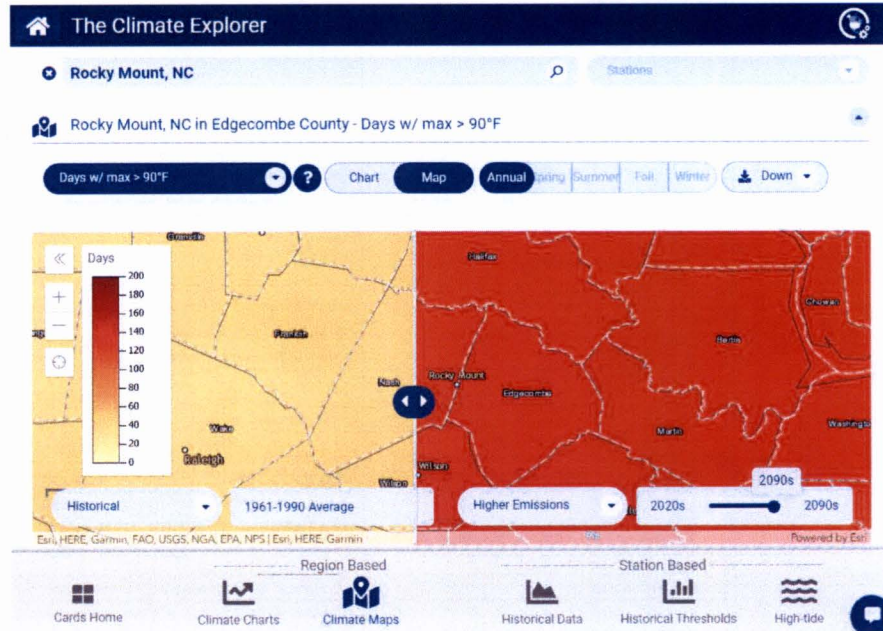 The Climate Explorer
Rocky Mount, NC
Stations
Rocky Mount, NC in Edgecombe County - Days w/ max > 90°F
Days w/ max > 90°F
?
Chart
Map
Annual
Spring
Summer
Fall
Winter
Down
Days
200
180
160
140
120
100
80
60
40
20
0
Granville
Franklin
Nash
Wake
Raleigh
Wilson
Halifax
Rocky Mount
Edgecombe
Bertie
Chowan
Martin
Washington
Wilson
Historical
1961-1990 Average
Higher Emissions
2020s
2090s
2090s
Esri, HERE, Garmin, FAO, USGS, NGA, EPA, NPS | Esri, HERE, Garmin
Powered by Esri
Region Based
Station Based
Cards Home
Climate Charts
Climate Maps
Historical Data
Historical Thresholds
High-tide